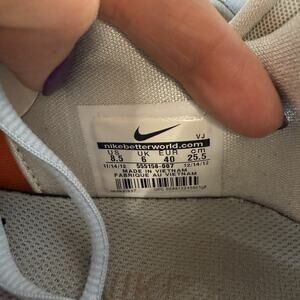 VJ
nikebetterworld.com
US UK EUR cm
8.5 6 40 25.5
11/14/12 555158-007 12/14/12
MADE IN VIETNAM
FABRIQUE AU VIETNAM